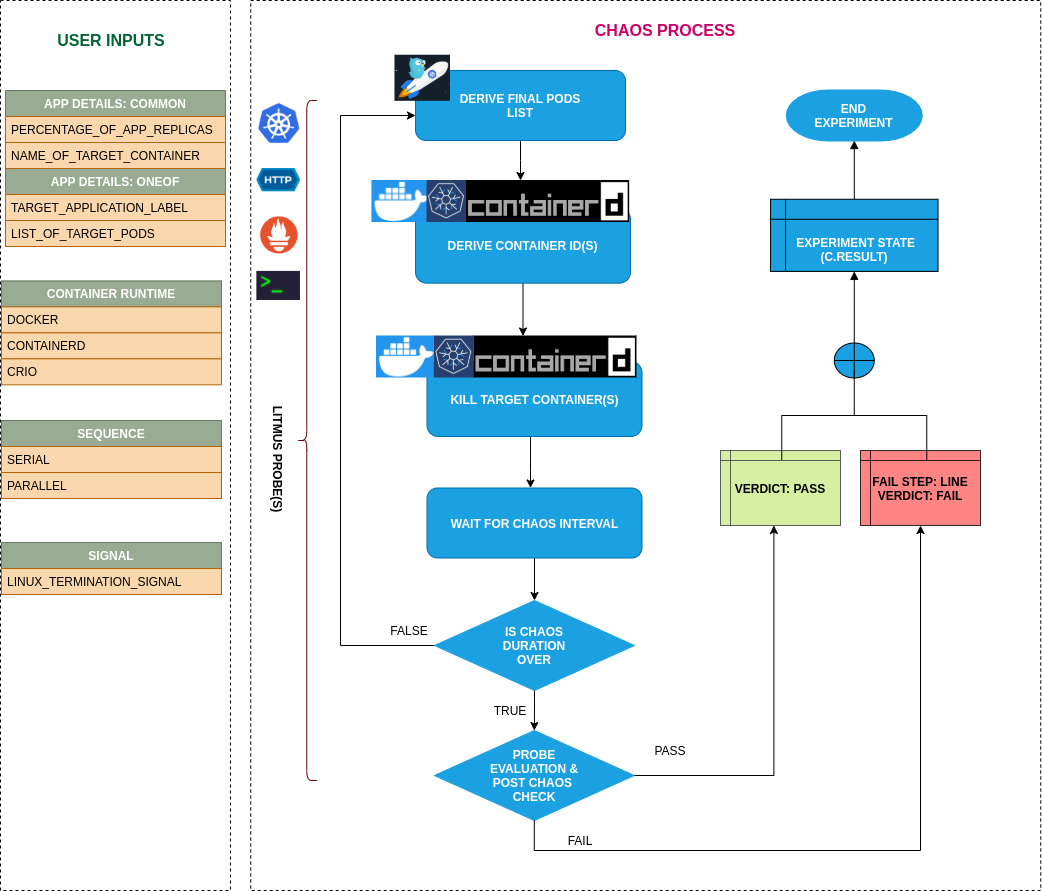 USER INPUTS
APP DETAILS: COMMON
PERCENTAGE_OF_APP_REPLICAS
NAME_OF_TARGET_CONTAINER
APP DETAILS: ONEOF
TARGET_APPLICATION_LABEL
LIST_OF_TARGET_PODS
CONTAINER RUNTIME
DOCKER
CONTAINERD
CRIO
SEQUENCE
SERIAL
PARALLEL
SIGNAL
LINUX_TERMINATION_SIGNAL
CHAOS PROCESS
HTTP
>_
LITMUS PROBE(S)
DERIVE FINAL PODS
LIST
container d
DERIVE CONTAINER ID(S)
container d
KILL TARGET CONTAINER(S)
WAIT FOR CHAOS INTERVAL
IS CHAOS
DURATION
OVER
FALSE
TRUE
PROBE
EVALUATION &
POST CHAOS
CHECK
PASS
FAIL
END
EXPERIMENT
EXPERIMENT STATE
(C.RESULT)
VERDICT: PASS
FAIL STEP: LINE
VERDICT: FAIL